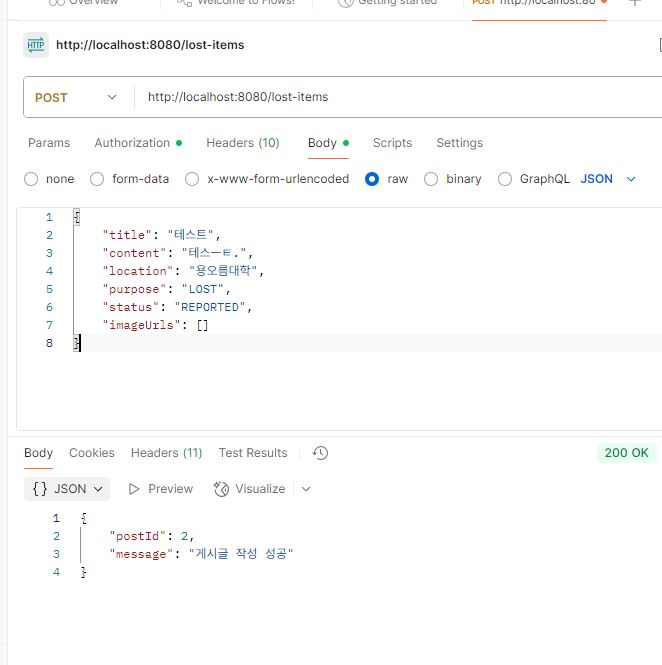 Overview
Welcome to Flows!
Getting started
POST http://localhost:80
HTTP http://localhost:8080/lost-items
POST http://localhost:8080/lost-items
Params Authorization Headers (10) Body Scripts Settings
none form-data x-www-form-urlencoded raw binary GraphQL JSON
1 {
2 "title": "테스트",
3 "content": "테스ㅡㅌ.",
4 "location": "용오름대학",
5 "purpose": "LOST",
6 "status": "REPORTED",
7 "imageUrls": []
8 }
Body Cookies Headers (11) Test Results 200 OK
{} JSON Preview Visualize
1 {
2 "postId": 2,
3 "message": "게시글 작성 성공"
4 }